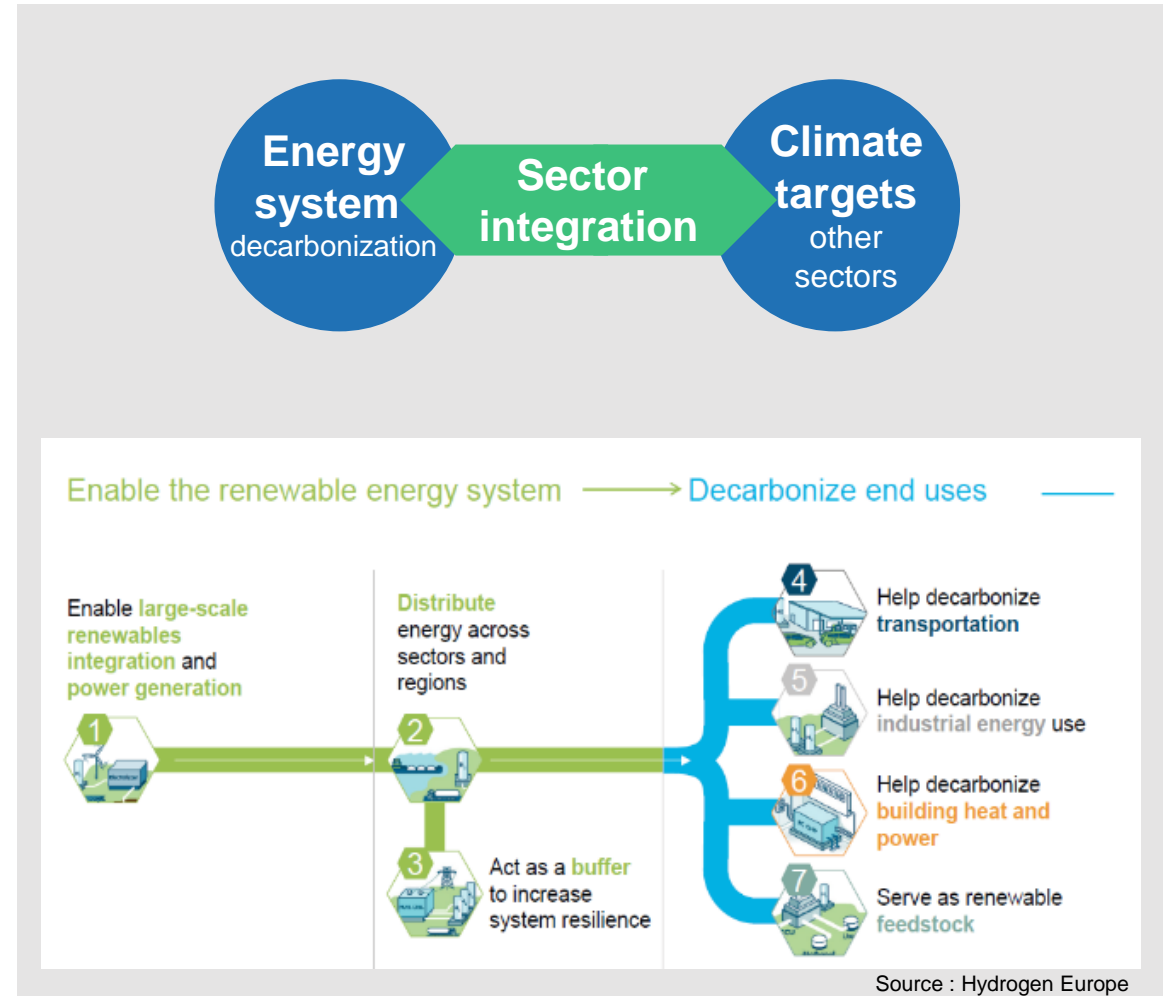 Energy
system
decarbonization
Sector
integration
Climate
targets
other
sectors
Enable the renewable energy system
Decarbonize end uses
Enable large-scale
renewables
integration and
power generation
1
Distribute
energy across
sectors and
regions
2
3
Act as a buffer
to increase
system resilience
4
Help decarbonize
transportation
5
Help decarbonize
industrial energy use
6
Help decarbonize
building heat and
power
7
Serve as renewable
feedstock
Source : Hydrogen Europe